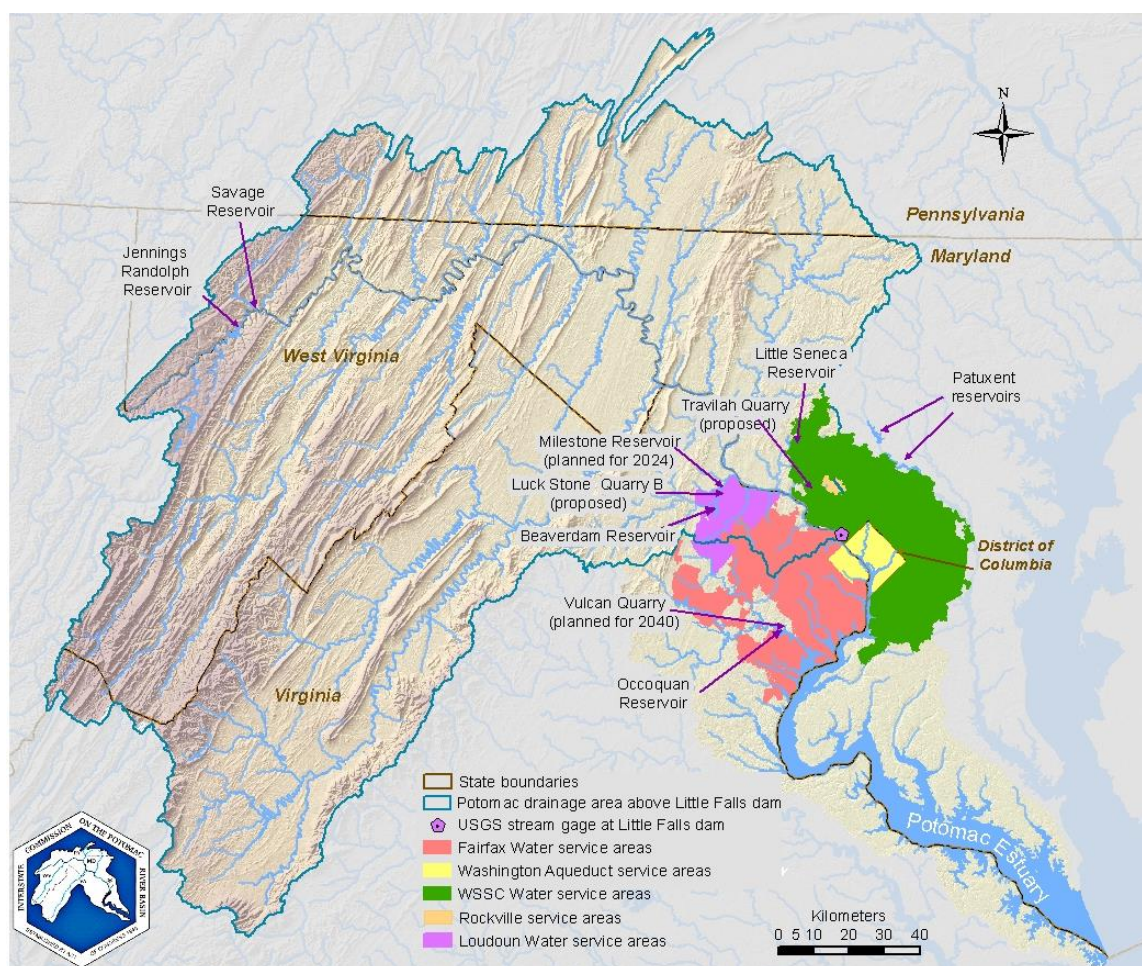 N
Savage
Reservoir
Jennings
Randolph
Reservoir
Pennsylvania
Maryland
West Virginia
Little Seneca
Reservoir
Patuxent
reservoirs
Travilah Quarry
(proposed)
Milestone Reservoir
(planned for 2024)
Luck Stone Quarry B
(proposed)
Beaverdam Reservoir
District of
Columbia
Vulcan Quarry
(planned for 2040)
Virginia
Occoquan
Reservoir
State boundaries
Potomac drainage area above Little Falls dam
USGS stream gage at Little Falls dam
Fairfax Water service areas
Washington Aqueduct service areas
WSSC Water service areas
Rockville service areas
Loudoun Water service areas
Potomac Estuary
Kilometers
0 5 10 20 30 40
INTERSTATE COMMISSION ON THE POTOMAC RIVER BASIN